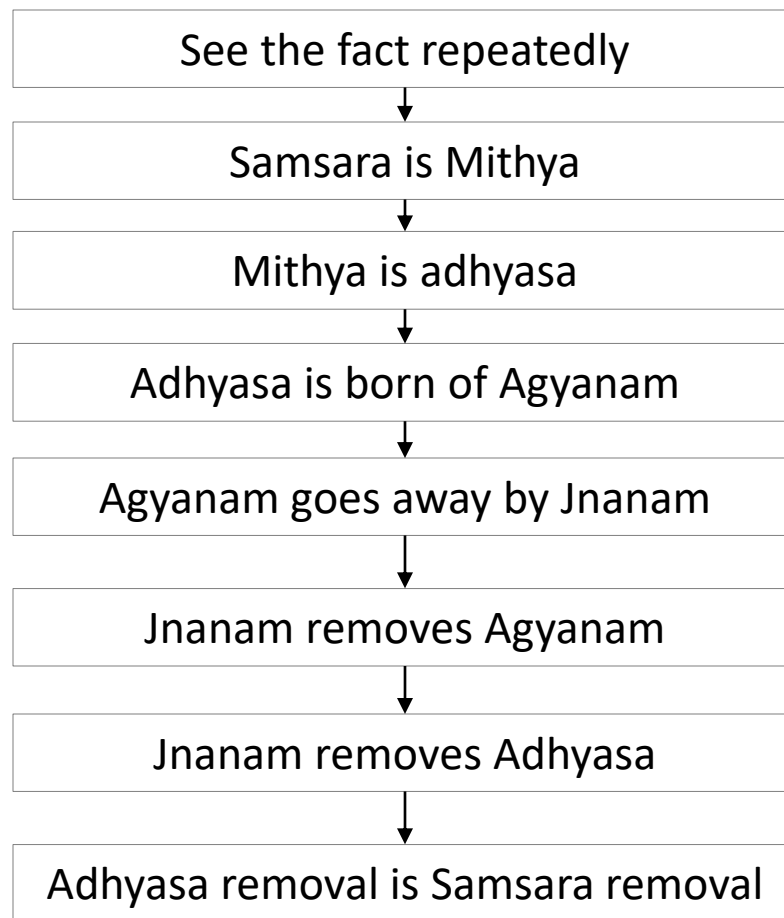 See the fact repeatedly
Samsara is Mithya
Mithya is adhyasa
Adhyasa is born of Agyanam
Agyanam goes away by Jnanam
Jnanam removes Agyanam
Jnanam removes Adhyasa
Adhyasa removal is Samsara removal